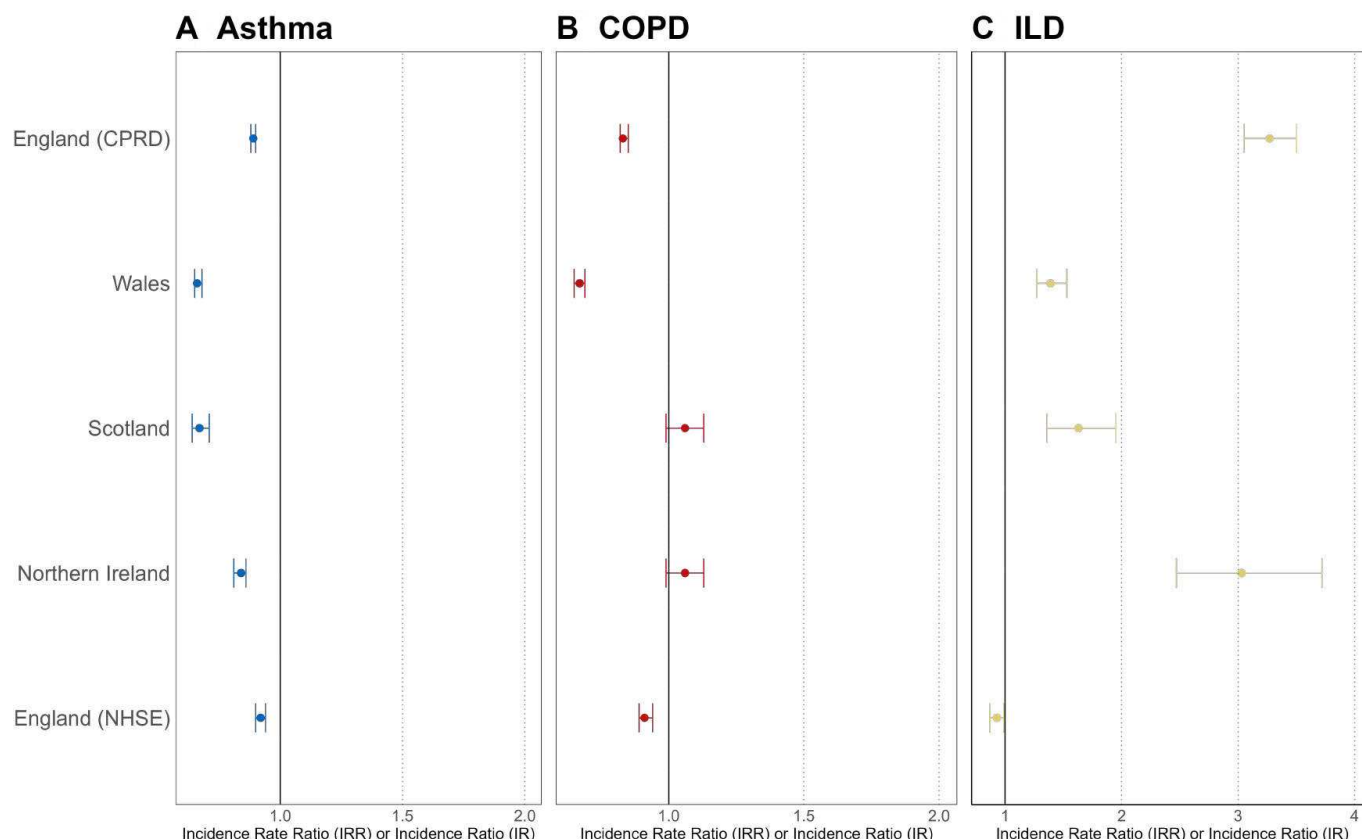 A Asthma
B COPD
C ILD
England (CPRD)
Wales
Scotland
Northern Ireland
England (NHSE)
1.0 1.5 2.0
1.0 1.5 2.0
1 2 3 4
Incidence Rate Ratio (IRR) or Incidence Ratio (IR)
Incidence Rate Ratio (IRR) or Incidence Ratio (IR)
Incidence Rate Ratio (IRR) or Incidence Ratio (IR)